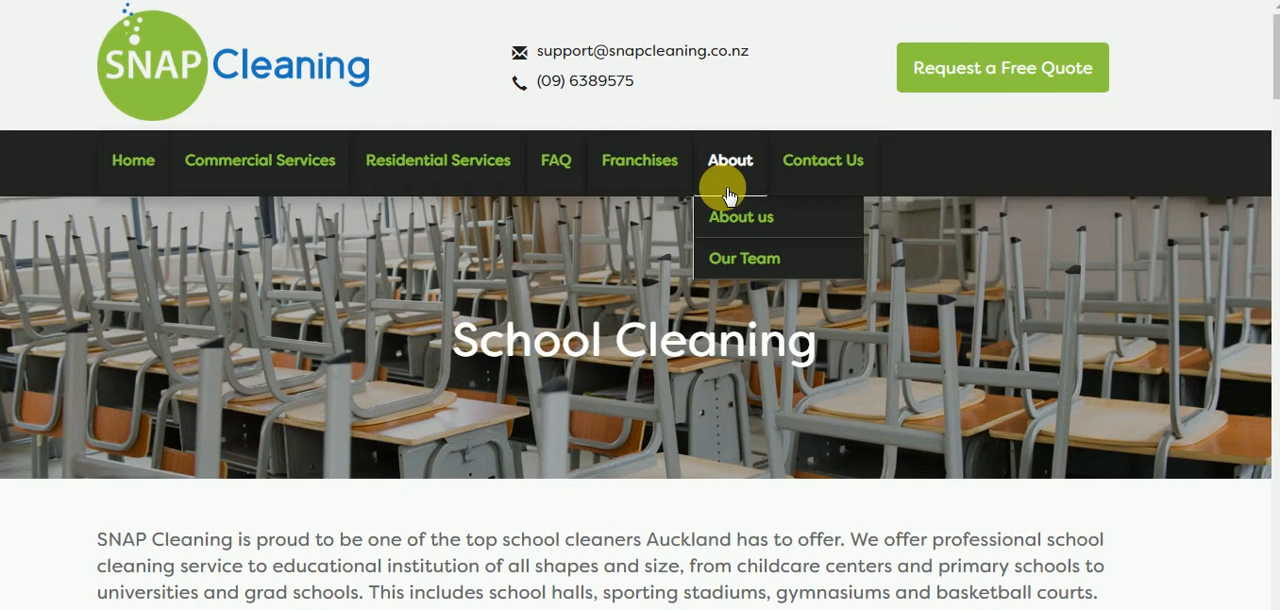 SNAP Cleaning
support@snapcleaning.co.nz
(09) 6389575
Request a Free Quote
Home Commercial Services Residential Services FAQ Franchises About Contact Us
About us
Our Team
School Cleaning
SNAP Cleaning is proud to be one of the top school cleaners Auckland has to offer. We offer professional school
cleaning service to educational institution of all shapes and size, from childcare centers and primary schools to
universities and grad schools. This includes school halls, sporting stadiums, gymnasiums and basketball courts.